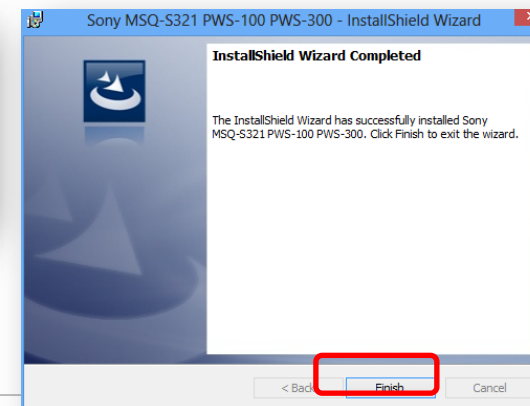 Sony MSQ-S321 PWS-100 PWS-300 - InstallShield Wizard
InstallShield Wizard Completed
The InstallShield Wizard has successfully installed Sony
MSQ-S321 PWS-100 PWS-300. Click Finish to exit the wizard.
< Back Finish Cancel